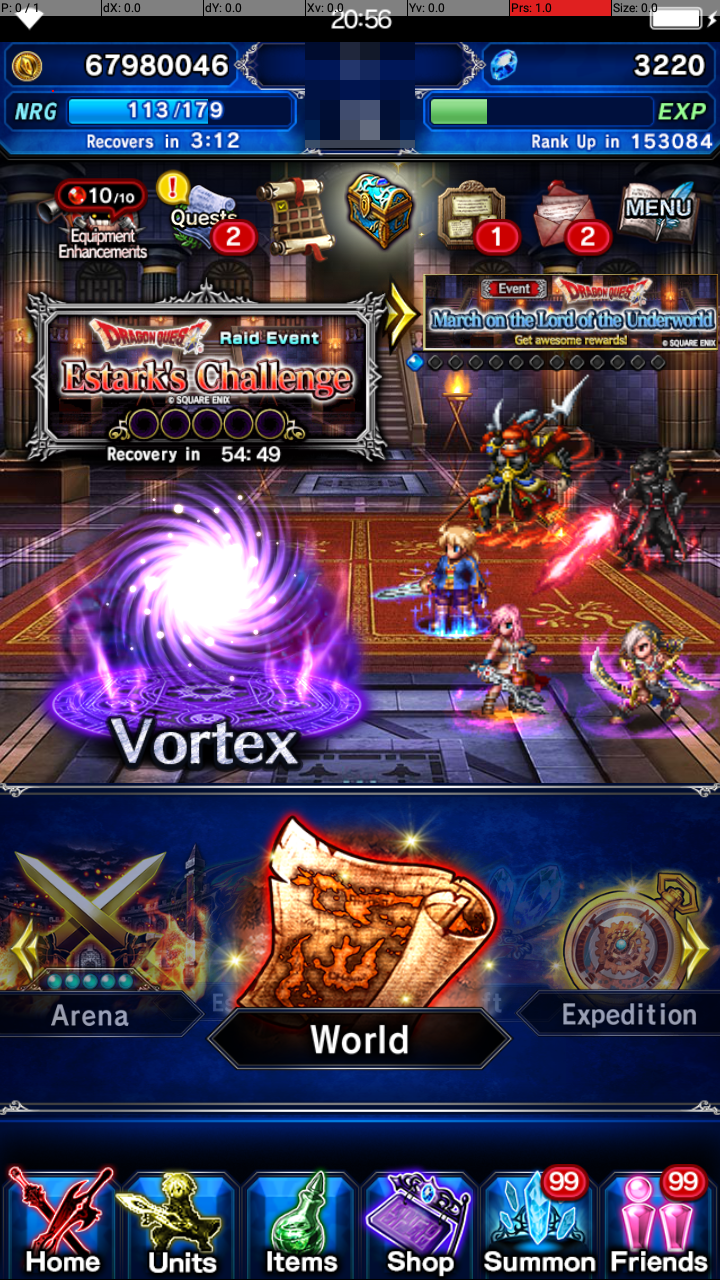 P: 0 / 1
dX: 0.0
dY: 0.0
Xv: 0.0
Yv: 0.0
Prs: 1.0
Size: 0.0
20:56
67980046
3220
NRG
113/179
EXP
Recovers in 3:12
Rank Up in 153084
10/10
Equipment
Enhancements
!
Quests
2
1
2
MENU
DRAGON QUEST
Raid Event
Estark's Challenge
© SQUARE ENIX
Recovery in 54:49
Event
DRAGON QUEST
March on the Lord of the Underworld
Get awesome rewards!
© SQUARE ENIX
Vortex
Arena
World
Expedition
Home
Units
Items
Shop
99
Summon
99
Friends